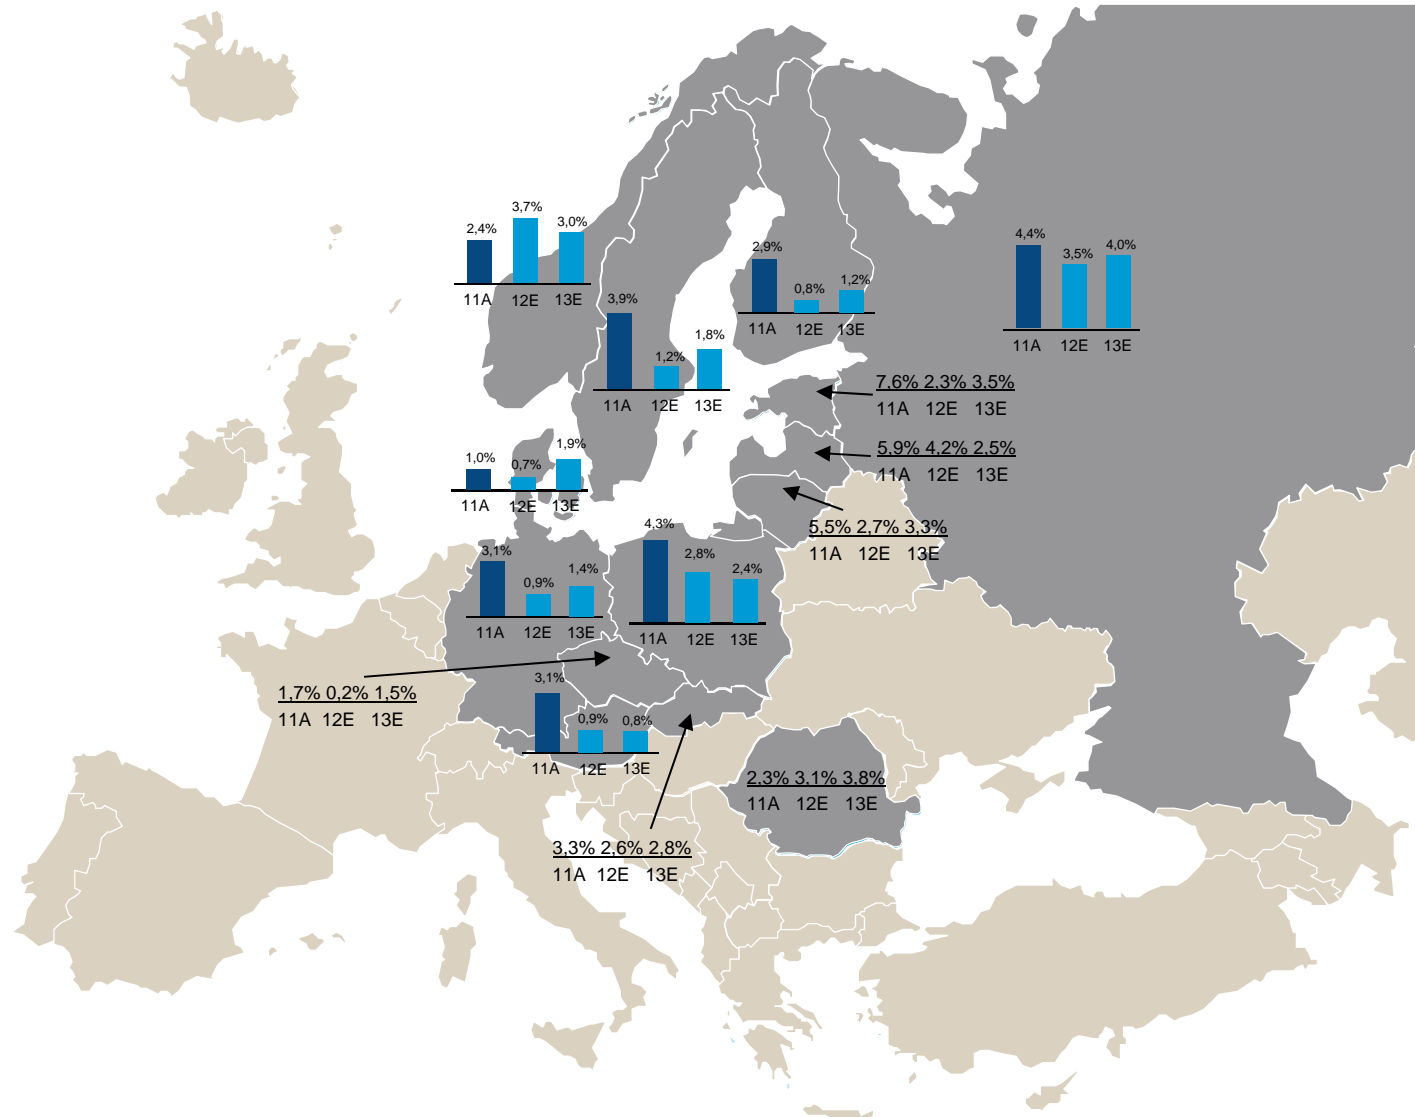 2,4% 3,7% 3,0%
11A 12E 13E
3,9% 1,2% 1,8%
11A 12E 13E
2,9% 0,8% 1,2%
11A 12E 13E
4,4% 3,5% 4,0%
11A 12E 13E
7,6% 2,3% 3,5%
11A 12E 13E
5,9% 4,2% 2,5%
11A 12E 13E
1,0% 0,7% 1,9%
11A 12E 13E
5,5% 2,7% 3,3%
11A 12E 13E
3,1% 0,9% 1,4%
11A 12E 13E
4,3% 2,8% 2,4%
11A 12E 13E
1,7% 0,2% 1,5%
11A 12E 13E
3,1% 0,9% 0,8%
11A 12E 13E
2,3% 3,1% 3,8%
11A 12E 13E
3,3% 2,6% 2,8%
11A 12E 13E